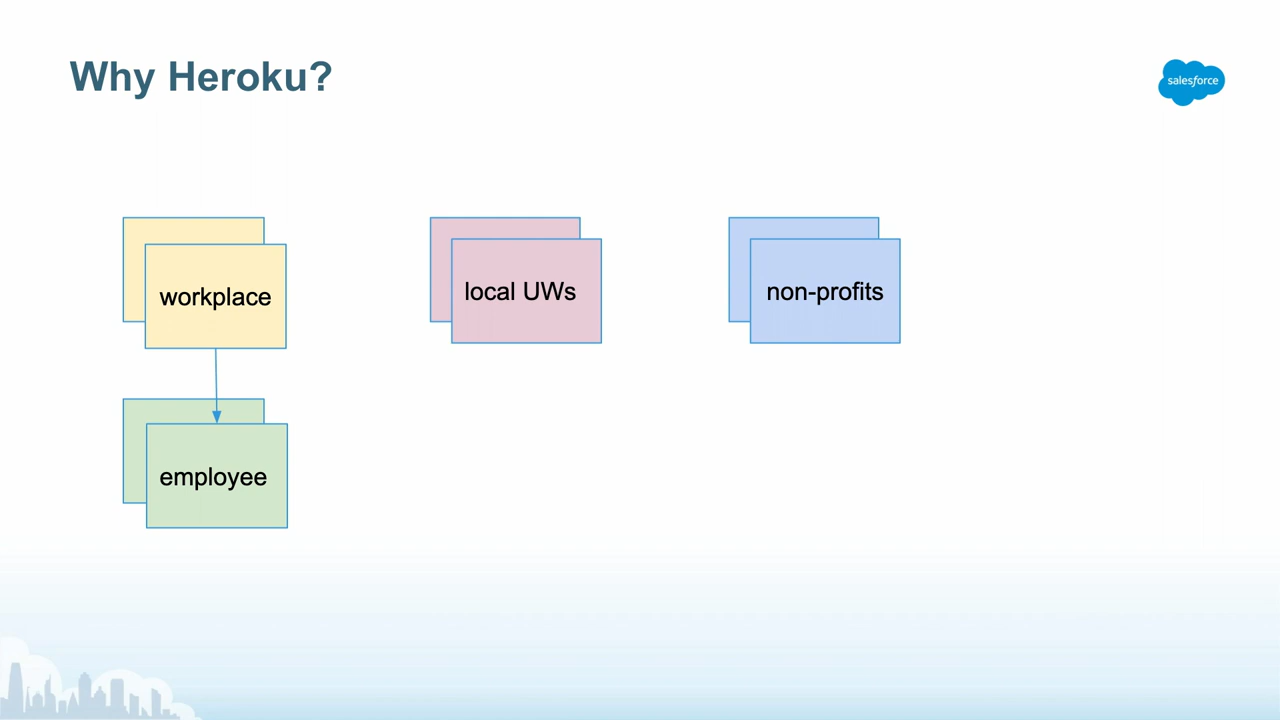 Why Heroku?
salesforce
workplace
local UWs
non-profits
employee